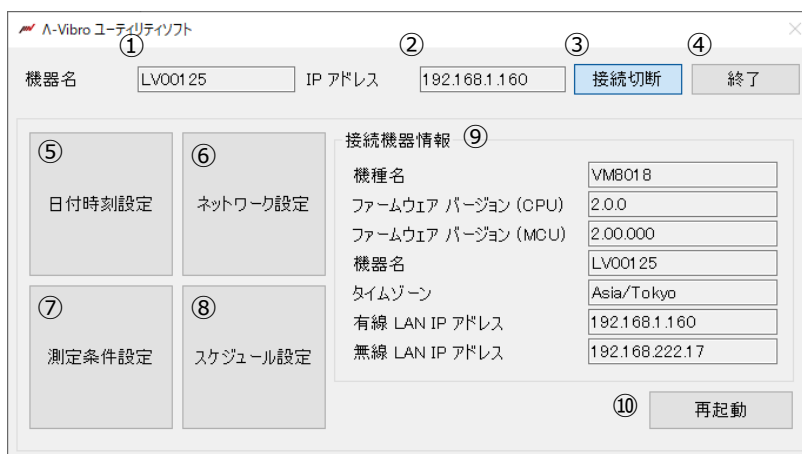 Λ-Vibro ユーティリティソフト
① ② ③ ④
機器名 LV00125 IP アドレス 192.168.1.160 接続切断 終了
⑤ 日付時刻設定
⑥ ネットワーク設定
⑦ 測定条件設定
⑧ スケジュール設定
接続機器情報 ⑨
機種名 VM8018
ファームウェア バージョン (CPU) 2.0.0
ファームウェア バージョン (MCU) 2.00.000
機器名 LV00125
タイムゾーン Asia/Tokyo
有線 LAN IP アドレス 192.168.1.160
無線 LAN IP アドレス 192.168.222.17
⑩ 再起動